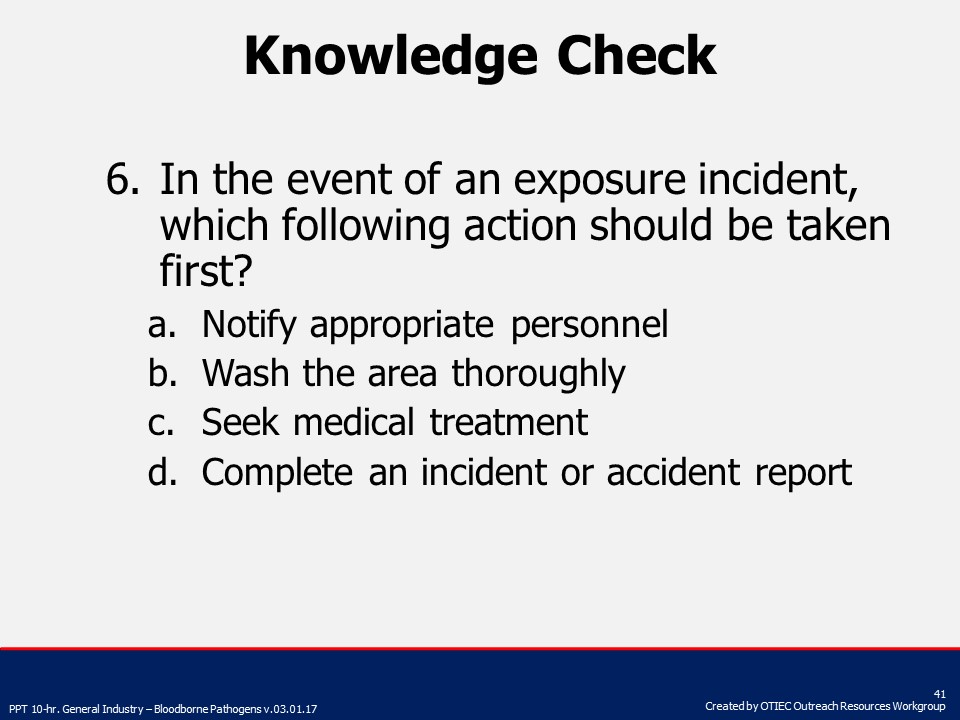 Knowledge Check
6. In the event of an exposure incident,
which following action should be taken
first?
a. Notify appropriate personnel
b. Wash the area thoroughly
c. Seek medical treatment
d. Complete an incident or accident report
41
PPT 10-hr. General Industry – Bloodborne Pathogens v.03.01.17
Created by OTIEC Outreach Resources Workgroup